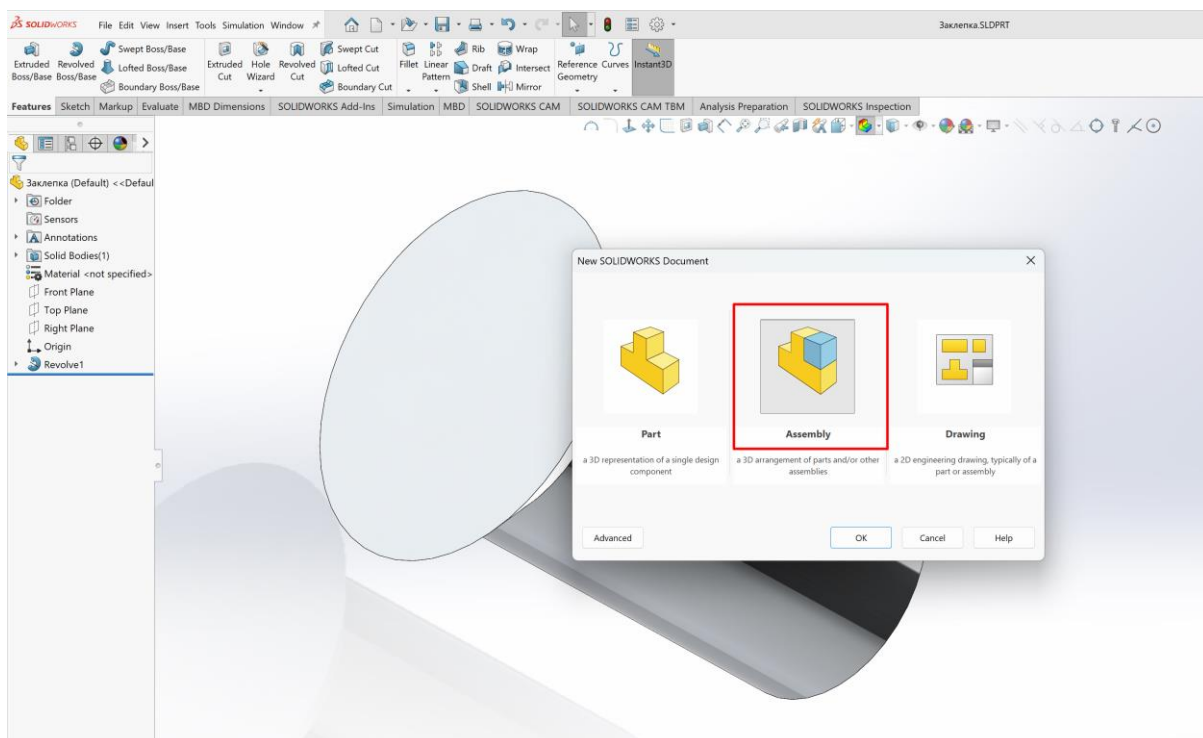 SOLIDWORKS File Edit View Insert Tools Simulation Window Заклепка.SLDPRT
Extruded Boss/Base Revolved Boss/Base Swept Boss/Base Extruded Cut Hole Wizard Revolved Cut Swept Cut Fillet Linear Pattern Rib Wrap Reference Geometry Curves Instant3D
Lofted Boss/Base Lofted Cut Draft Intersect
Boundary Boss/Base Boundary Cut Shell Mirror
Features Sketch Markup Evaluate MBD Dimensions SOLIDWORKS Add-Ins Simulation MBD SOLIDWORKS CAM SOLIDWORKS CAM TBM Analysis Preparation SOLIDWORKS Inspection
Заклепка (Default) <<Defaul
Folder
Sensors
Annotations
Solid Bodies(1)
Material <not specified>
Front Plane
Top Plane
Right Plane
Origin
Revolve1
New SOLIDWORKS Document
Part
a 3D representation of a single design
component
Assembly
a 3D arrangement of parts and/or other
assemblies
Drawing
a 2D engineering drawing, typically of a
part or assembly
Advanced OK Cancel Help